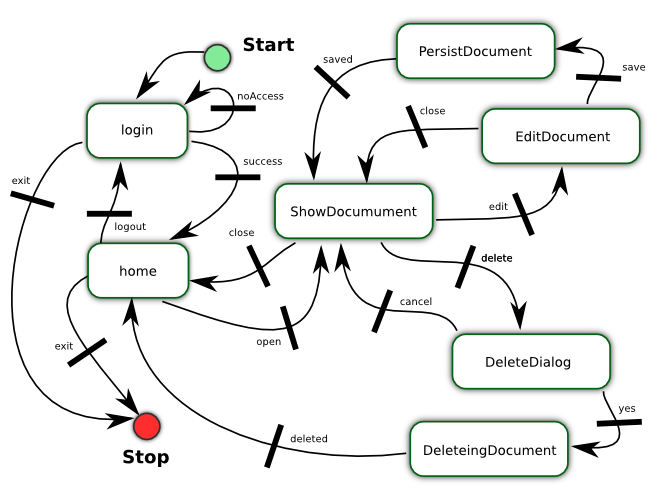 Start
PersistDocument
saved
save
noAccess
close
login
EditDocument
success
exit
ShowDocumument
edit
logout
close
delete
home
cancel
open
exit
DeleteDialog
yes
deleted
DeleteingDocument
Stop